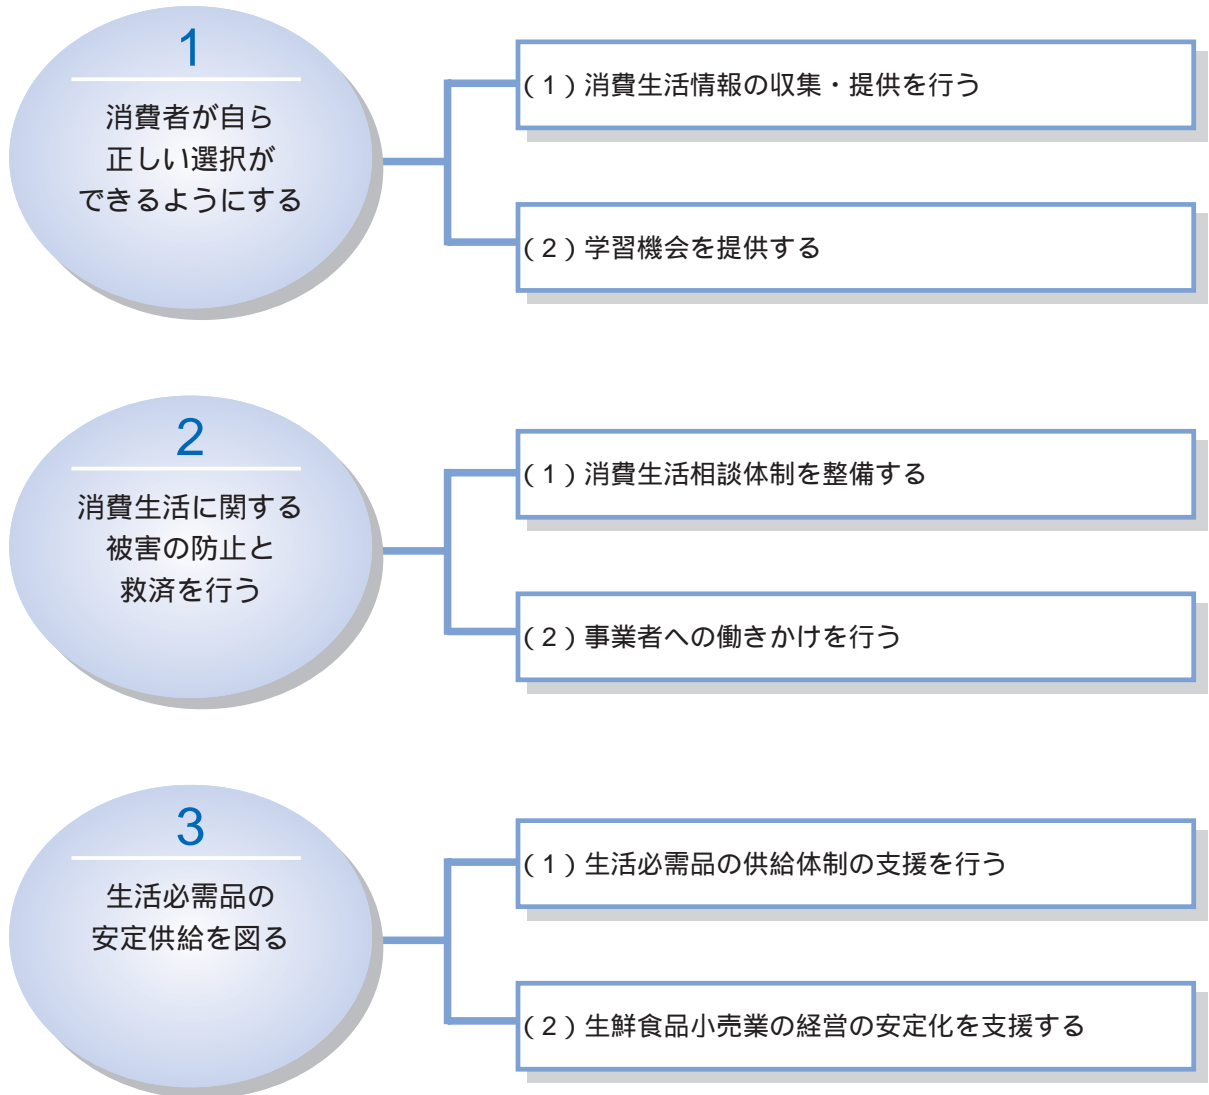 1
消費者が自ら
正しい選択が
できるようにする
(1)消費生活情報の収集・提供を行う
(2)学習機会を提供する
2
消費生活に関する
被害の防止と
救済を行う
(1)消費生活相談体制を整備する
(2)事業者への働きかけを行う
3
生活必需品の
安定供給を図る
(1)生活必需品の供給体制の支援を行う
(2)生鮮食品小売業の経営の安定化を支援する